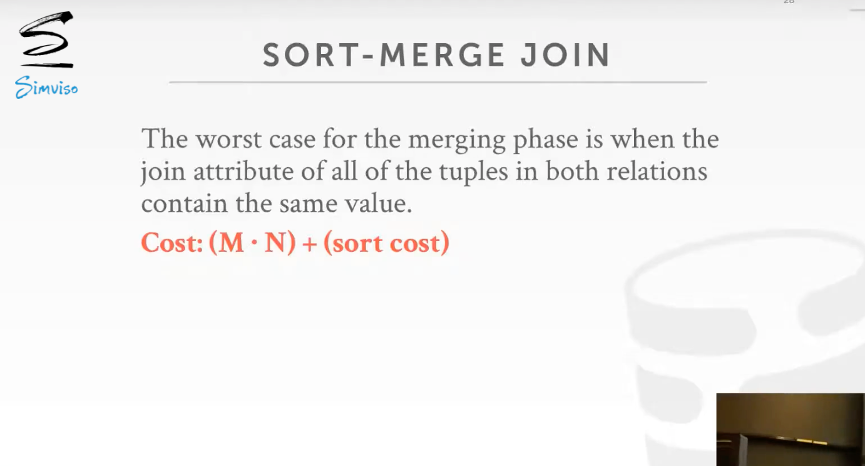 Simviso
SORT-MERGE JOIN
The worst case for the merging phase is when the
join attribute of all of the tuples in both relations
contain the same value.
Cost: (M · N) + (sort cost)